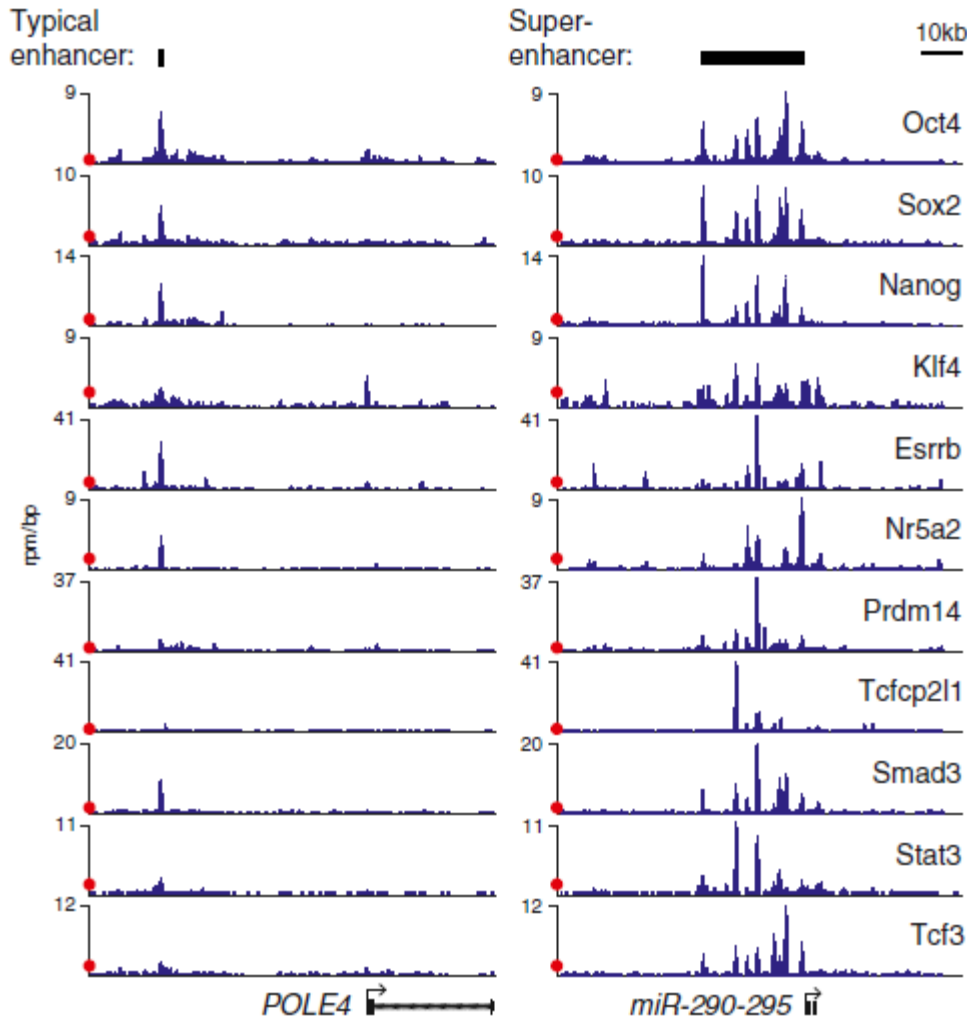 Typical
enhancer:
Super-
enhancer:
10kb
9
9
Oct4
10
10
Sox2
14
14
Nanog
9
9
Klf4
41
41
Esrrb
9
9
Nr5a2
rpm/bp
37
37
Prdm14
41
41
Tcfcp2l1
20
20
Smad3
11
11
Stat3
12
12
Tcf3
POLE4
miR-290-295